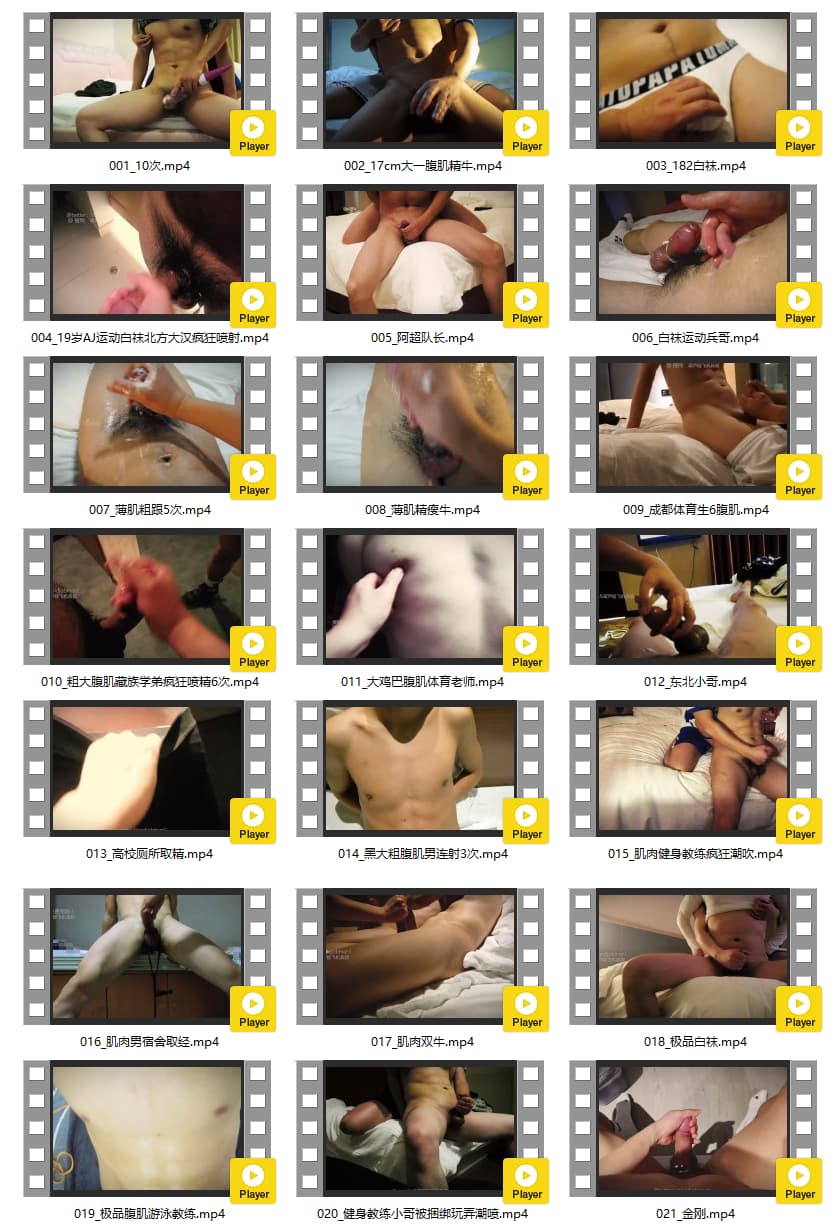 Player
Player
Player
001_10次.mp4
002_17cm大一腹肌精牛.mp4
003_182白袜.mp4
Player
Player
Player
004_19岁AJ运动白袜北方大汉疯狂喷射.mp4
005_阿超队长.mp4
006_白袜运动兵哥.mp4
Player
Player
Player
007_薄肌粗跟5次.mp4
008_薄肌精瘦牛.mp4
009_成都体育生6腹肌.mp4
Player
Player
Player
010_粗大腹肌藏族学弟疯狂喷精6次.mp4
011_大鸡巴腹肌体育老师.mp4
012_东北小哥.mp4
Player
Player
Player
013_高校厕所取精.mp4
014_黑大粗腹肌男连射3次.mp4
015_肌肉健身教练疯狂潮吹.mp4
Player
Player
Player
016_肌肉男宿舍取经.mp4
017_肌肉双牛.mp4
018_极品白袜.mp4
Player
Player
Player
019_极品腹肌游泳教练.mp4
020_健身教练小哥被捆绑玩弄潮喷.mp4
021_金刚.mp4